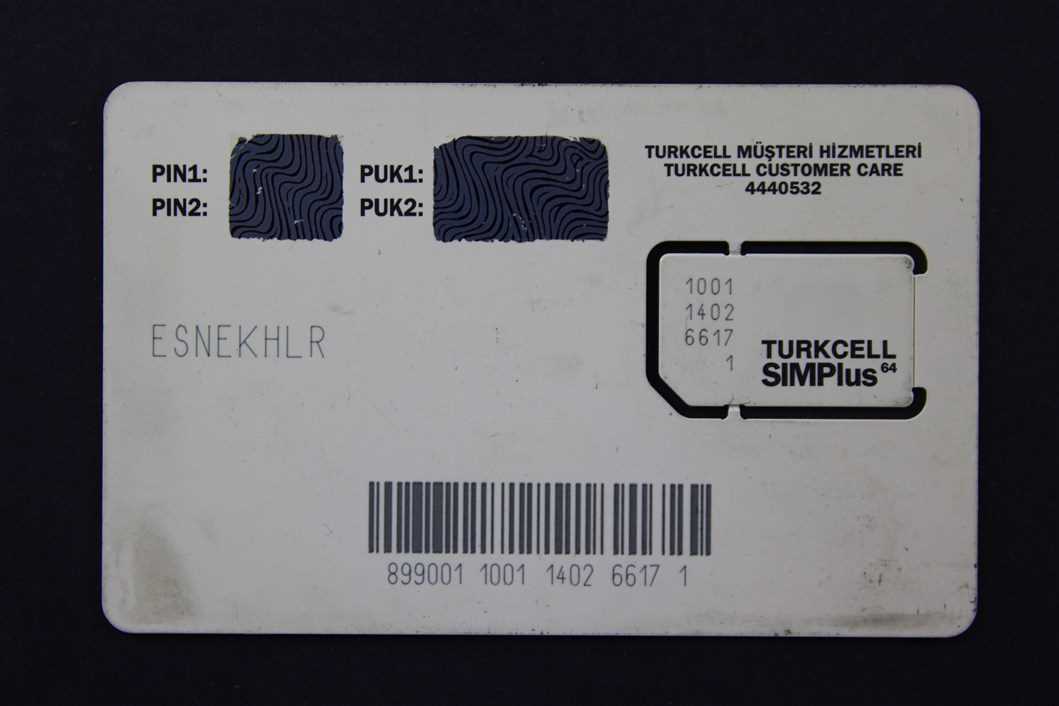 PIN1:
PIN2:
PUK1:
PUK2:
TURKCELL MÜŞTERİ HİZMETLERİ
TURKCELL CUSTOMER CARE
4440532
ESNEKHLR
1001
1402
6617
1
TURKCELL
SIMPlus 64
899001 1001 1402 6617 1